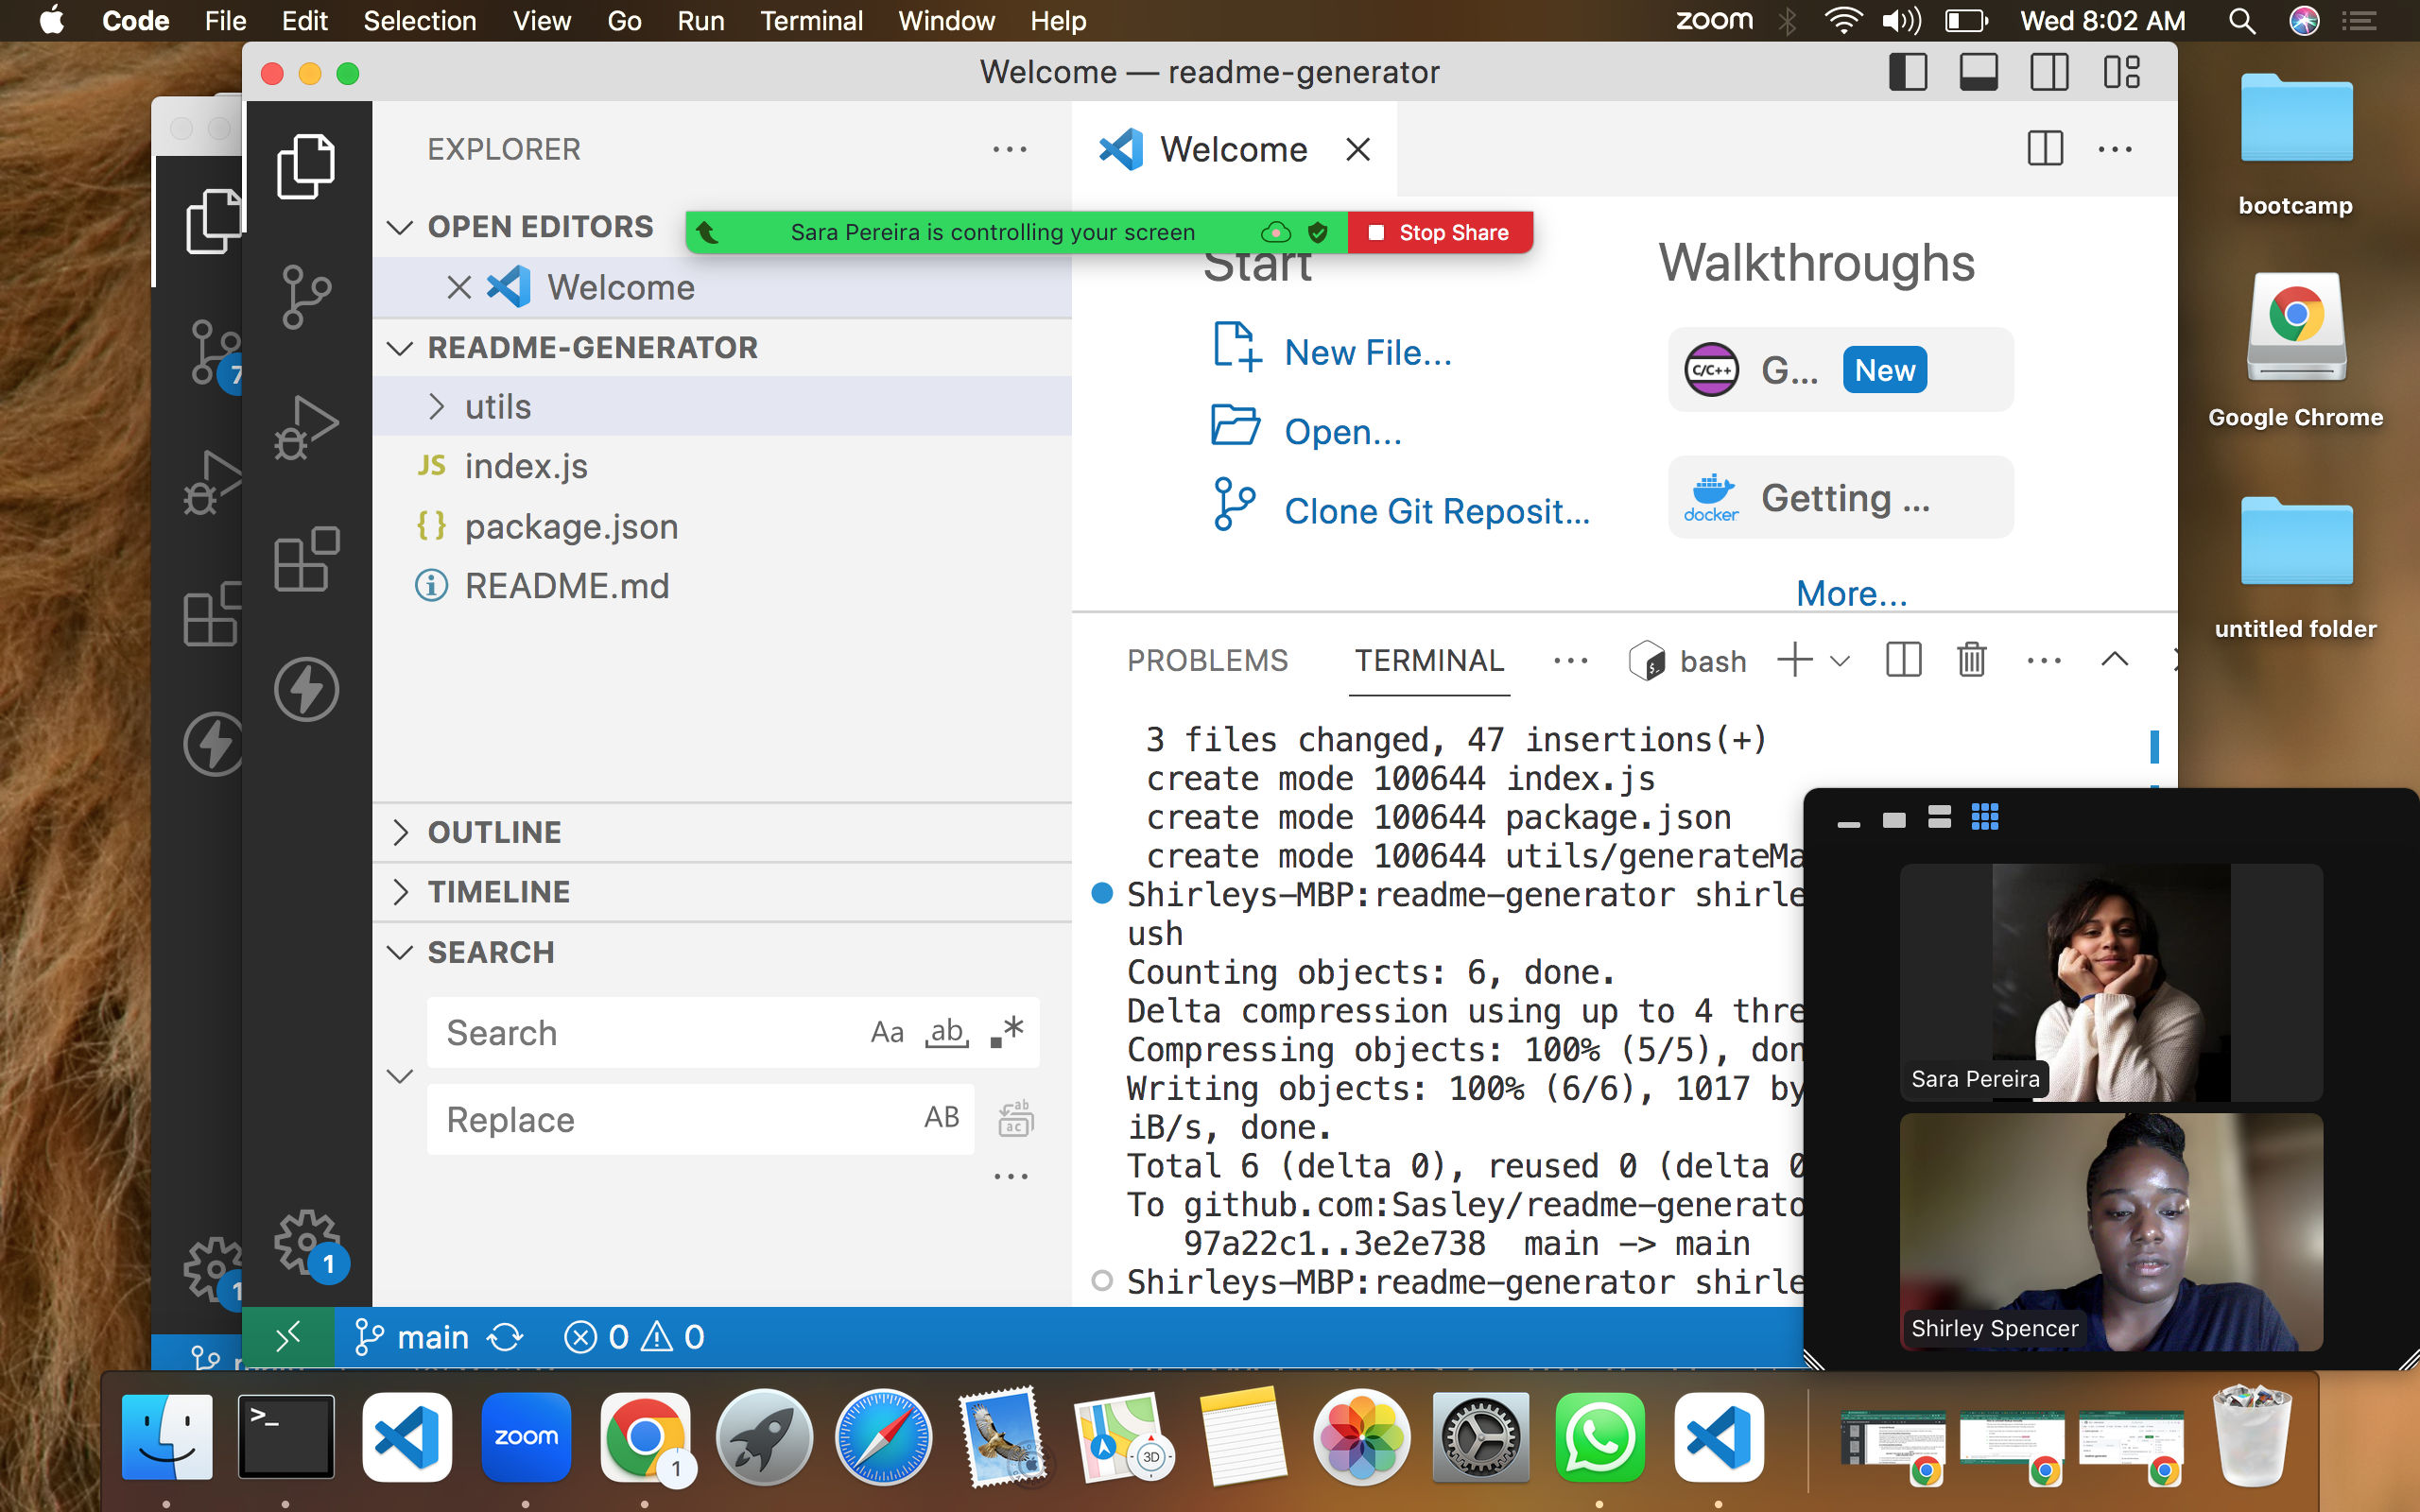 Code File Edit Selection View Go Run Terminal Window Help zoom Wed 8:02 AM
Welcome — readme-generator
EXPLORER
Welcome
OPEN EDITORS
Sara Pereira is controlling your screen Stop Share
Welcome
README-GENERATOR
utils
JS index.js
{ } package.json
README.md
OUTLINE
TIMELINE
SEARCH
Search Aa ab
Replace AB ab
ac
Start
New File...
Open...
Clone Git Reposit...
Walkthroughs
C/C++ G... New
docker Getting ...
More...
PROBLEMS TERMINAL bash
3 files changed, 47 insertions(+)
create mode 100644 index.js
create mode 100644 package.json
create mode 100644 utils/generateMa
Shirleys-MBP:readme-generator shirle
ush
Counting objects: 6, done.
Delta compression using up to 4 thre
Compressing objects: 100% (5/5), don
Writing objects: 100% (6/6), 1017 by
iB/s, done.
Total 6 (delta 0), reused 0 (delta 0
To github.com:Sasley/readme-generato
97a22c1..3e2e738 main -> main
Shirleys-MBP:readme-generator shirle
7
1
1
main 0 0
bootcamp
Google Chrome
untitled folder
Sara Pereira
Shirley Spencer
>_
zoom
1
3D